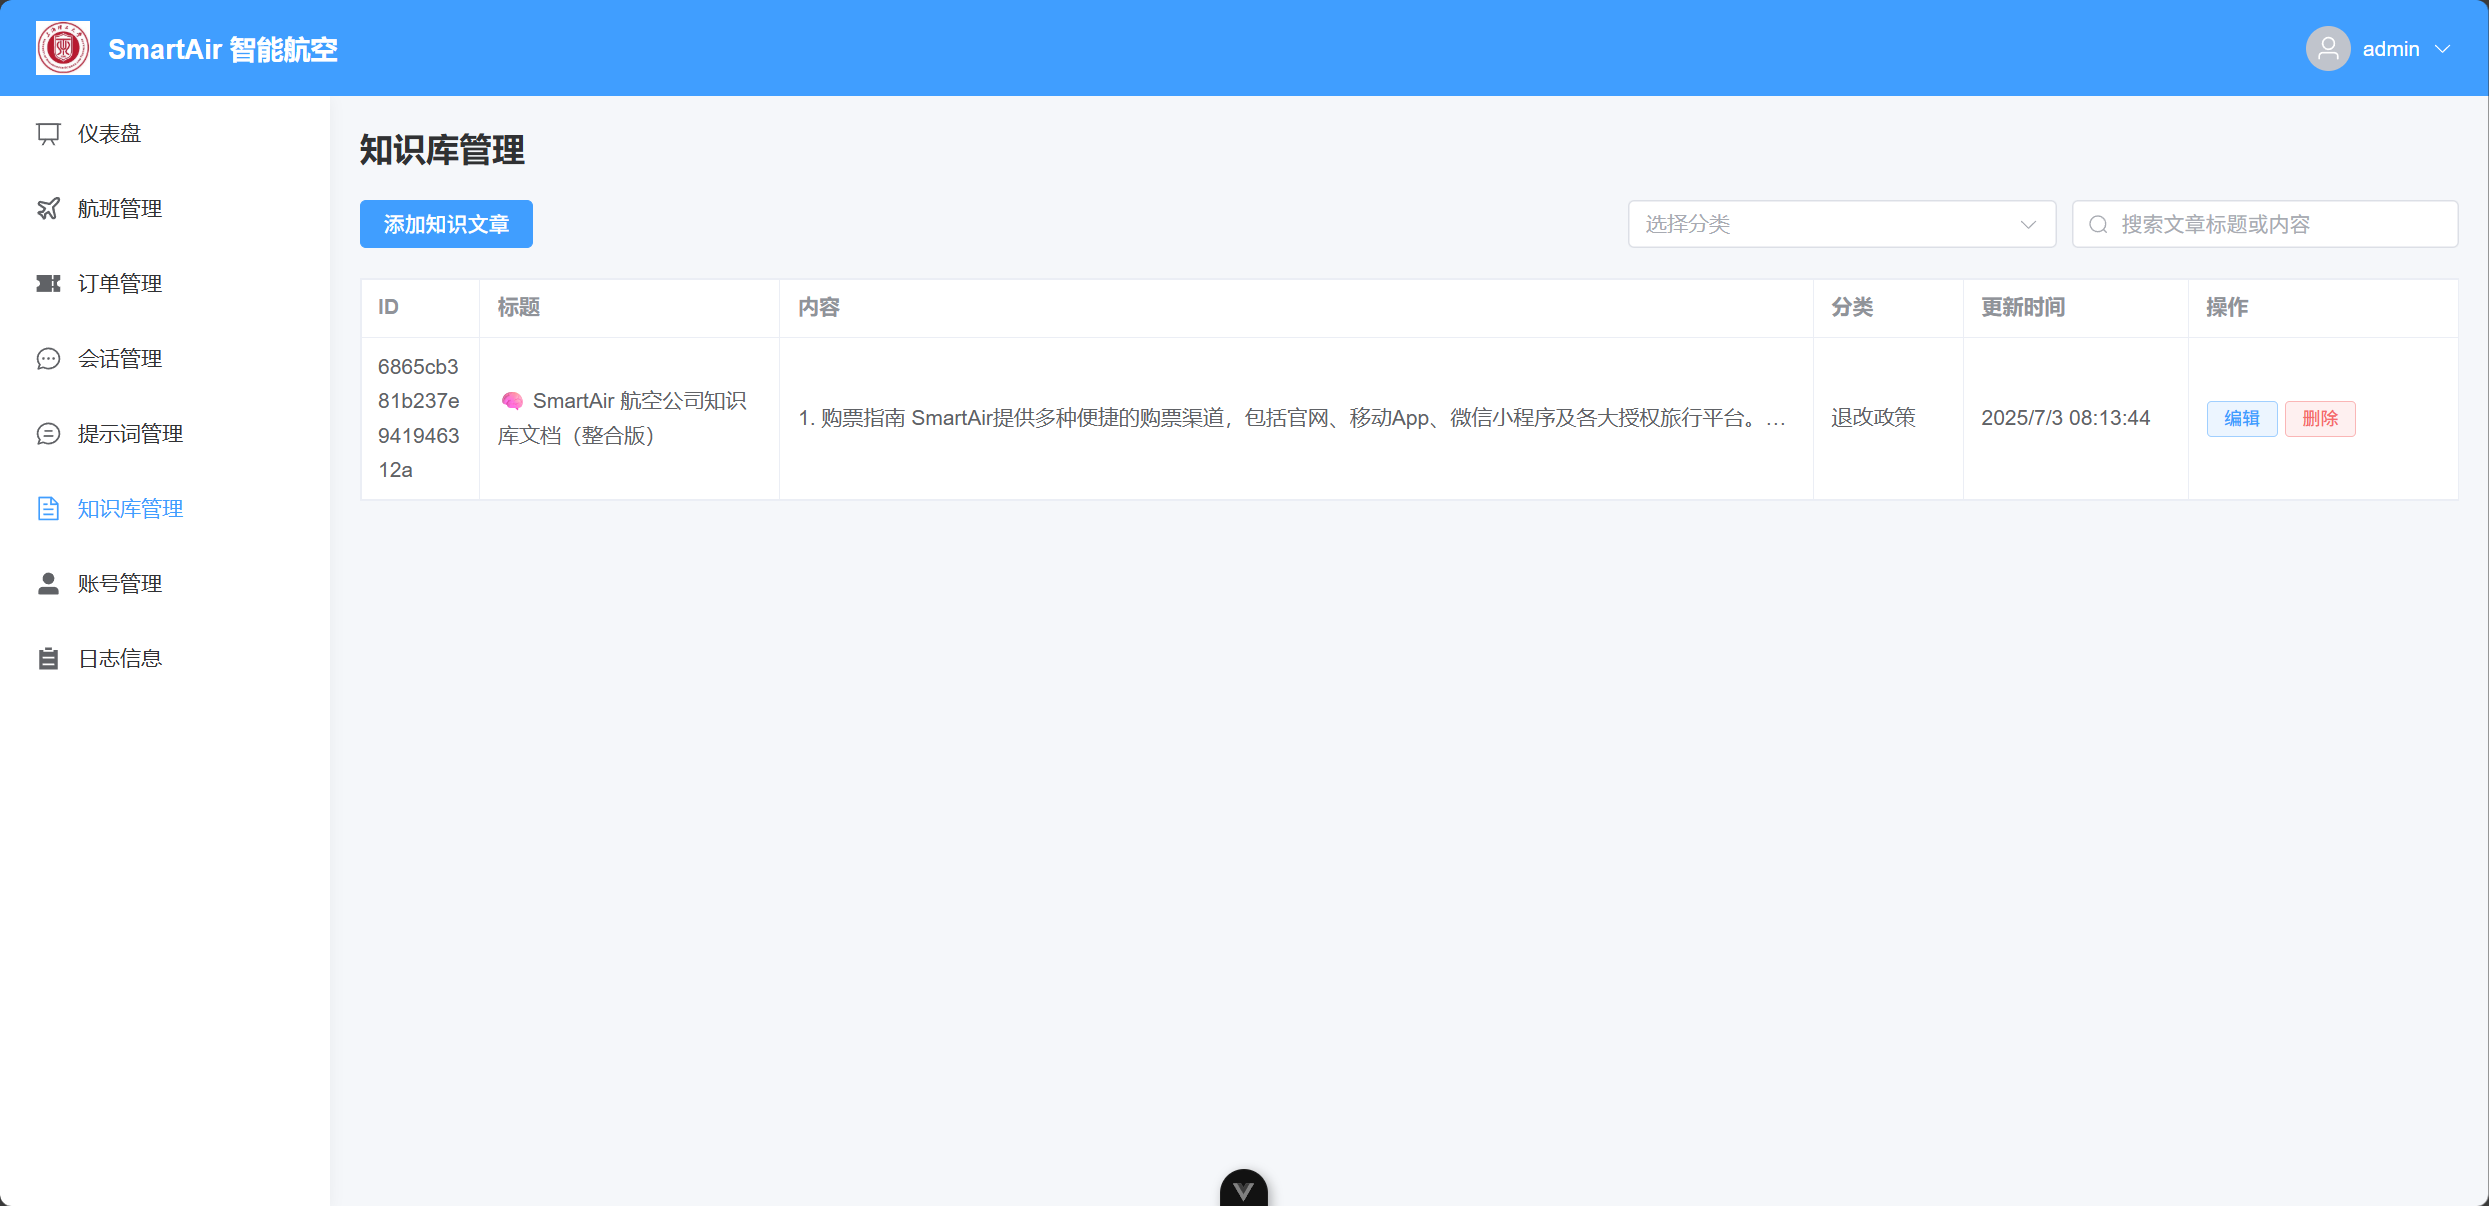 SmartAir 智能航空
admin
仪表盘
航班管理
订单管理
会话管理
提示词管理
知识库管理
账号管理
日志信息
知识库管理
添加知识文章
选择分类
搜索文章标题或内容
ID
标题
内容
分类
更新时间
操作
6865cb3
81b237e
9419463
12a
🧠 SmartAir 航空公司知识
库文档（整合版）
1. 购票指南 SmartAir提供多种便捷的购票渠道，包括官网、移动App、微信小程序及各大授权旅行平台。…
退改政策
2025/7/3 08:13:44
编辑
删除